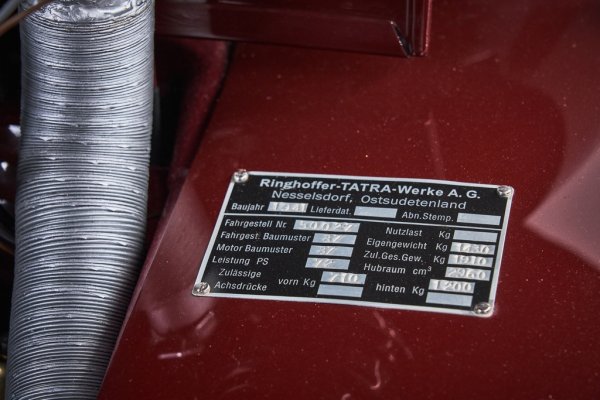 Ringhoffer-TATRA-Werke A. G.
Nesselsdorf, Ostsudetenland
Baujahr 1941 Lieferdat. Abn.Stemp.
Fahrgestell Nr. Nutzlast Kg
Fahrgest. Baumuster 87 Eigengewicht Kg
Motor Baumuster 87 Zul.Ges.Gew. Kg 1910
Leistung PS Hubraum cm³ 2960
Zulässige Achsdrücke vorn Kg 710 hinten Kg 1200